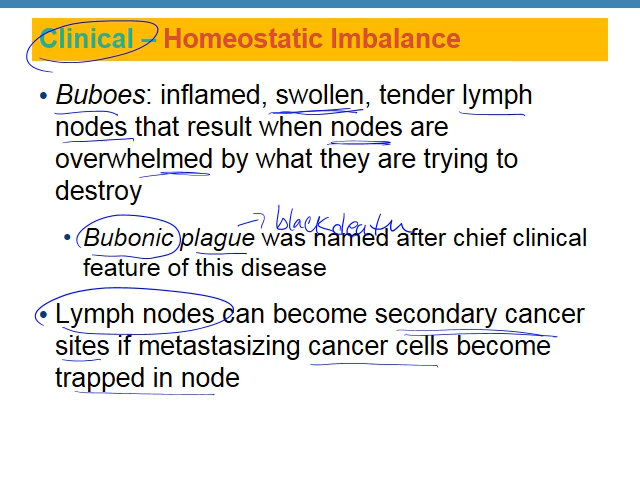 Clinical – Homeostatic Imbalance
• Buboes: inflamed, swollen, tender lymph
nodes that result when nodes are
overwhelmed by what they are trying to
destroy
→ black death
• Bubonic plague was named after chief clinical
feature of this disease
• Lymph nodes can become secondary cancer
sites if metastasizing cancer cells become
trapped in node